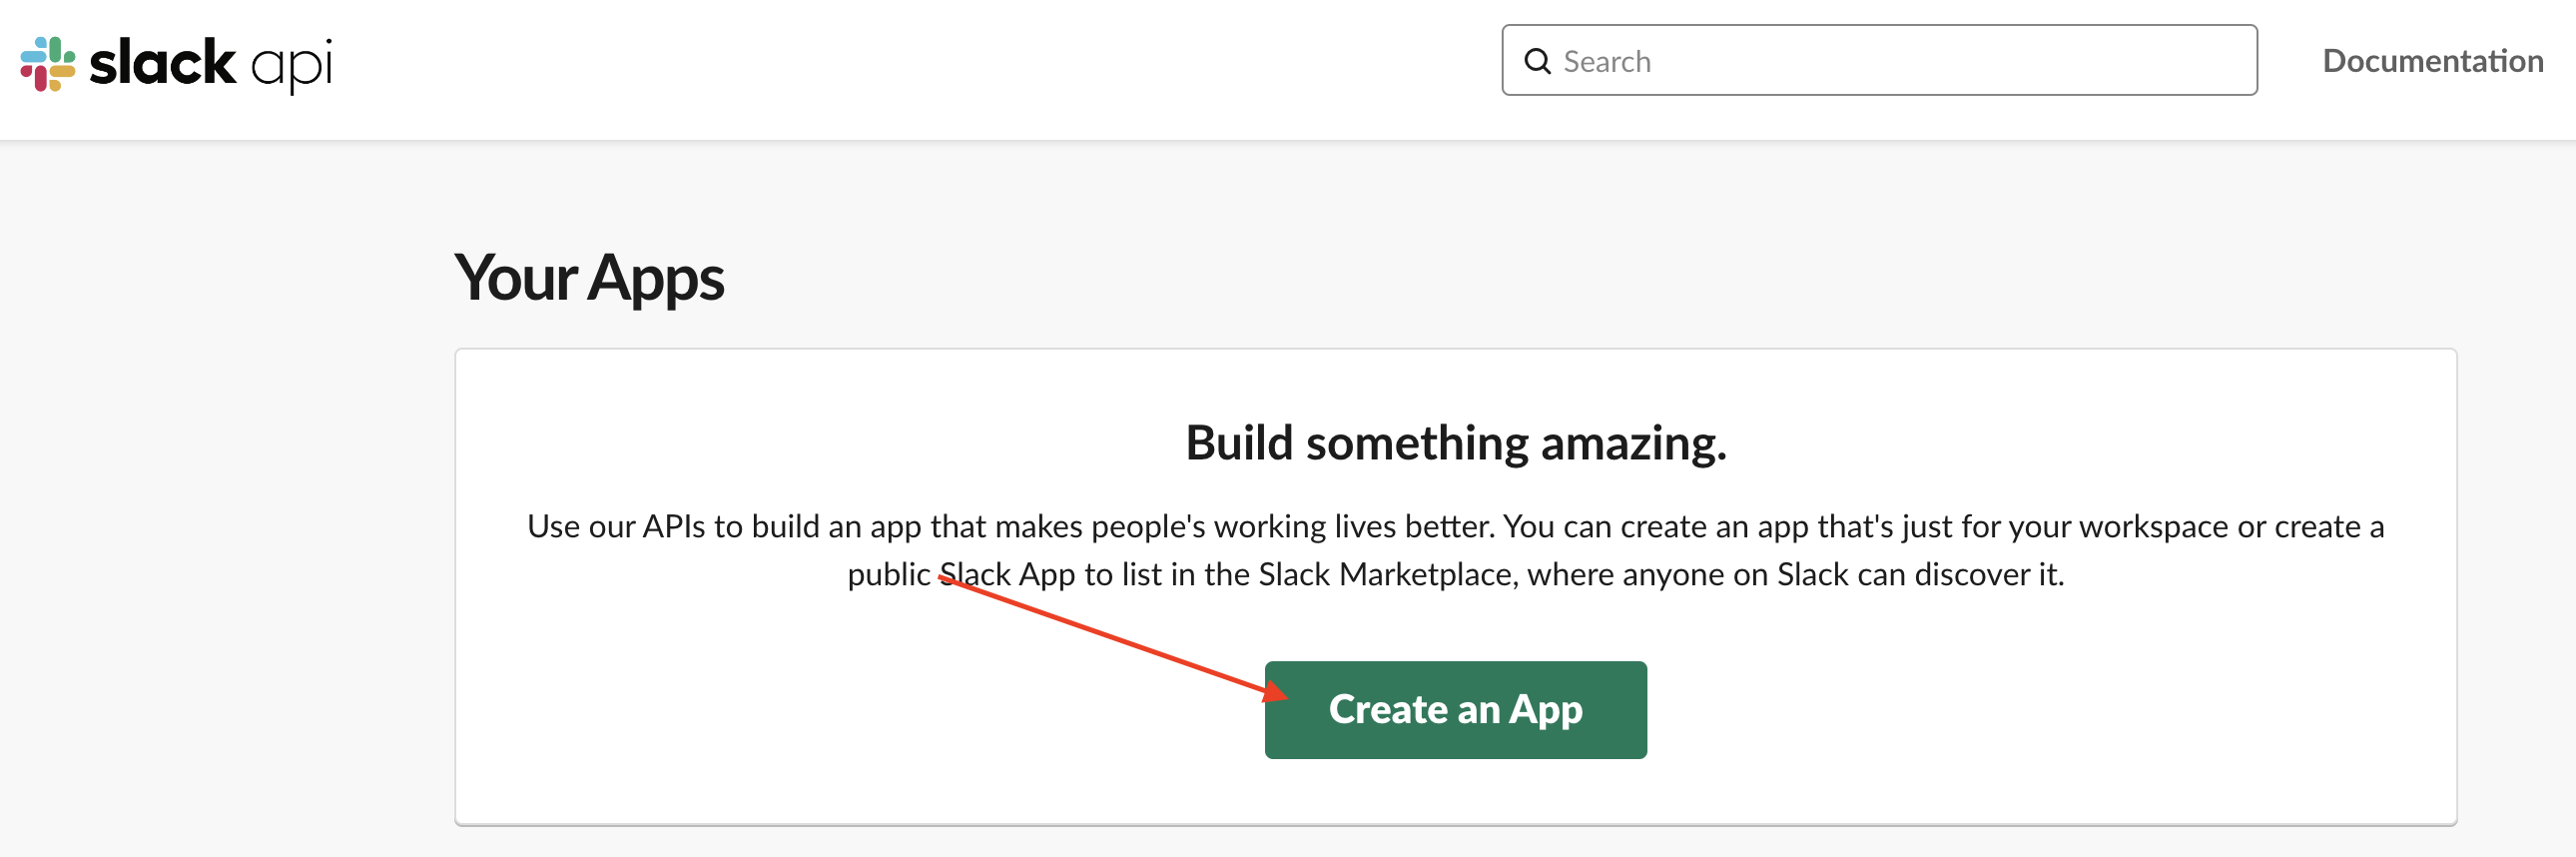 slack api
Search
Documentation
Your Apps
Build something amazing.
Use our APIs to build an app that makes people's working lives better. You can create an app that's just for your workspace or create a
public Slack App to list in the Slack Marketplace, where anyone on Slack can discover it.
Create an App